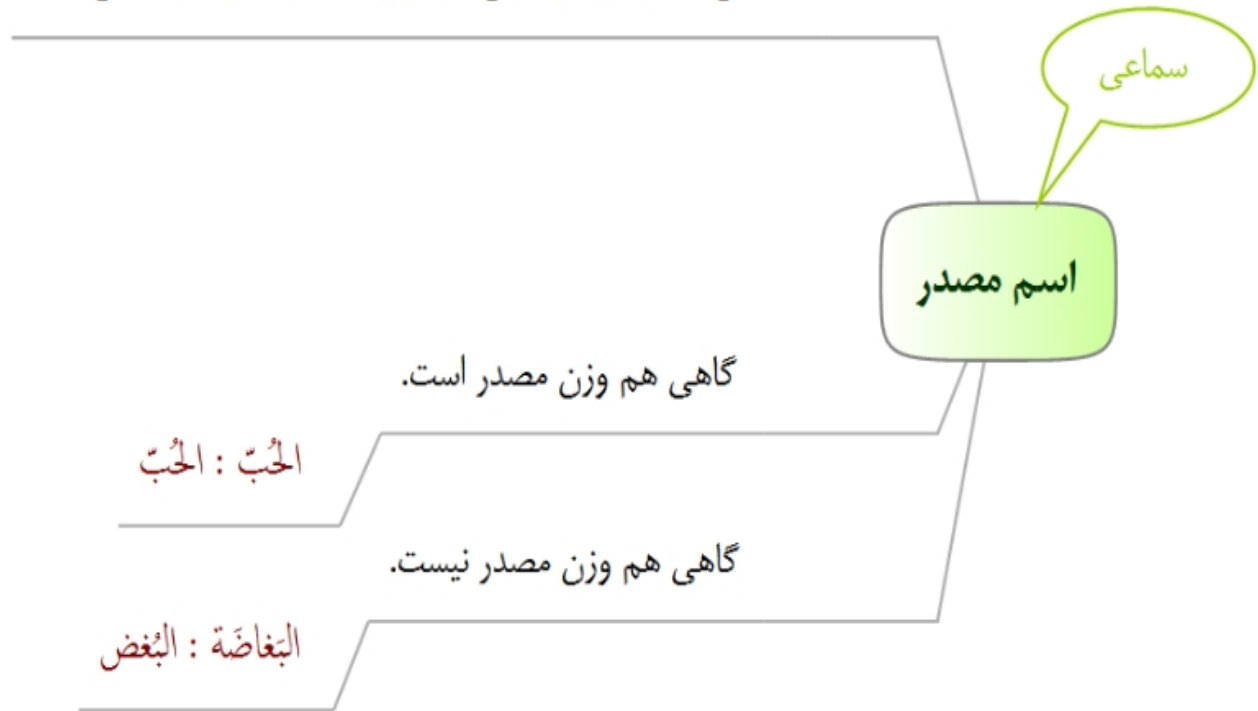 سماعی
اسم مصدر
گاهی هم وزن مصدر است.
الحُبّ : الحُبّ
گاهی هم وزن مصدر نیست.
البَغاضَة : البُغض